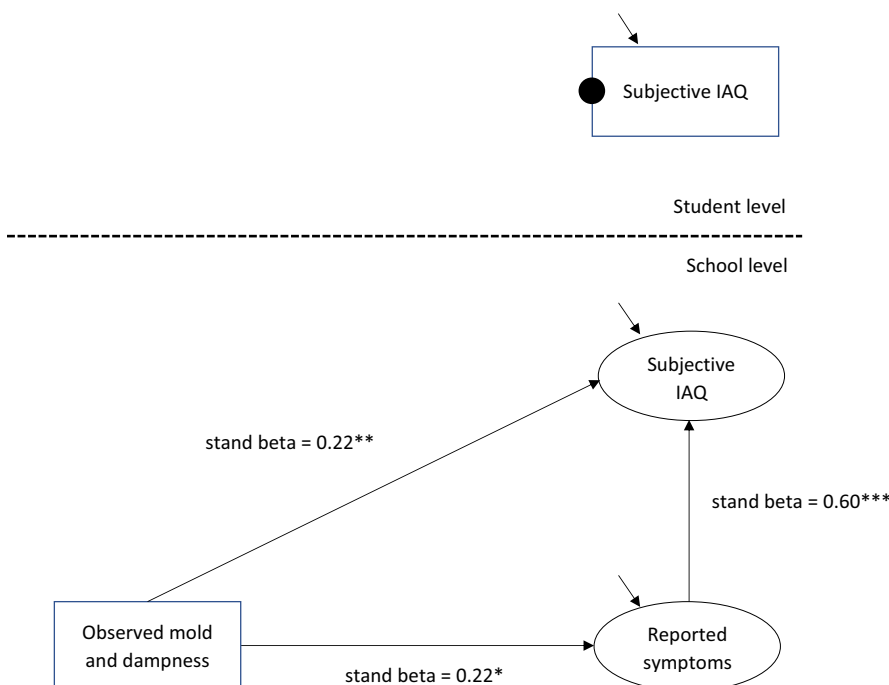 Subjective IAQ
Student level
School level
Subjective
IAQ
stand beta = 0.22**
stand beta = 0.60***
Observed mold
and dampness
Reported
symptoms
stand beta = 0.22*